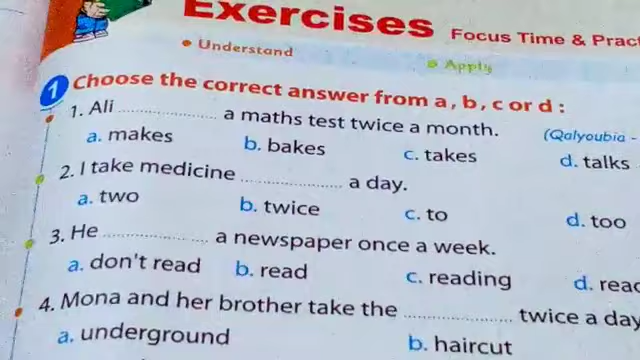 Exercises Focus Time &
Understand
Apply
1 Choose the correct answer from a, b, c or d :
1. Ali .................... a maths test twice a month. (Qalyoubia -
a. makes b. bakes c. takes d. talks
2. I take medicine .................... a day.
a. two b. twice c. to d. too
3. He .................... a newspaper once a week.
a. don't read b. read c. reading d.
4. Mona and her brother take the .................... twice a day
a. underground b. haircut